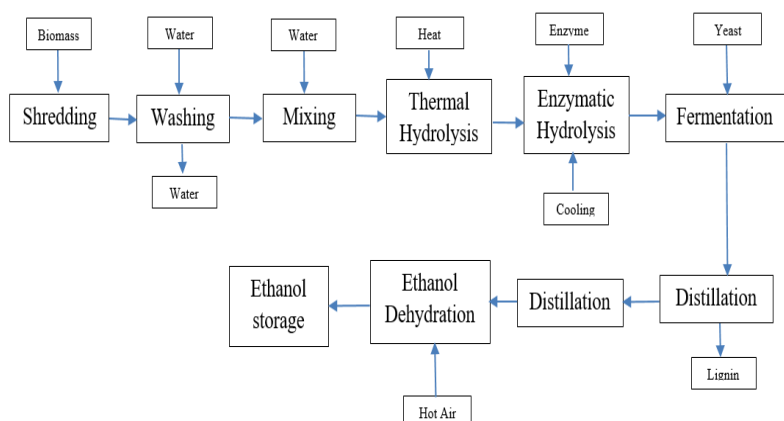 Biomass
Water
Water
Heat
Enzyme
Yeast
Shredding
Washing
Mixing
Thermal
Hydrolysis
Enzymatic
Hydrolysis
Fermentation
Water
Cooling
Ethanol
storage
Ethanol
Dehydration
Distillation
Distillation
Lignin
Hot Air